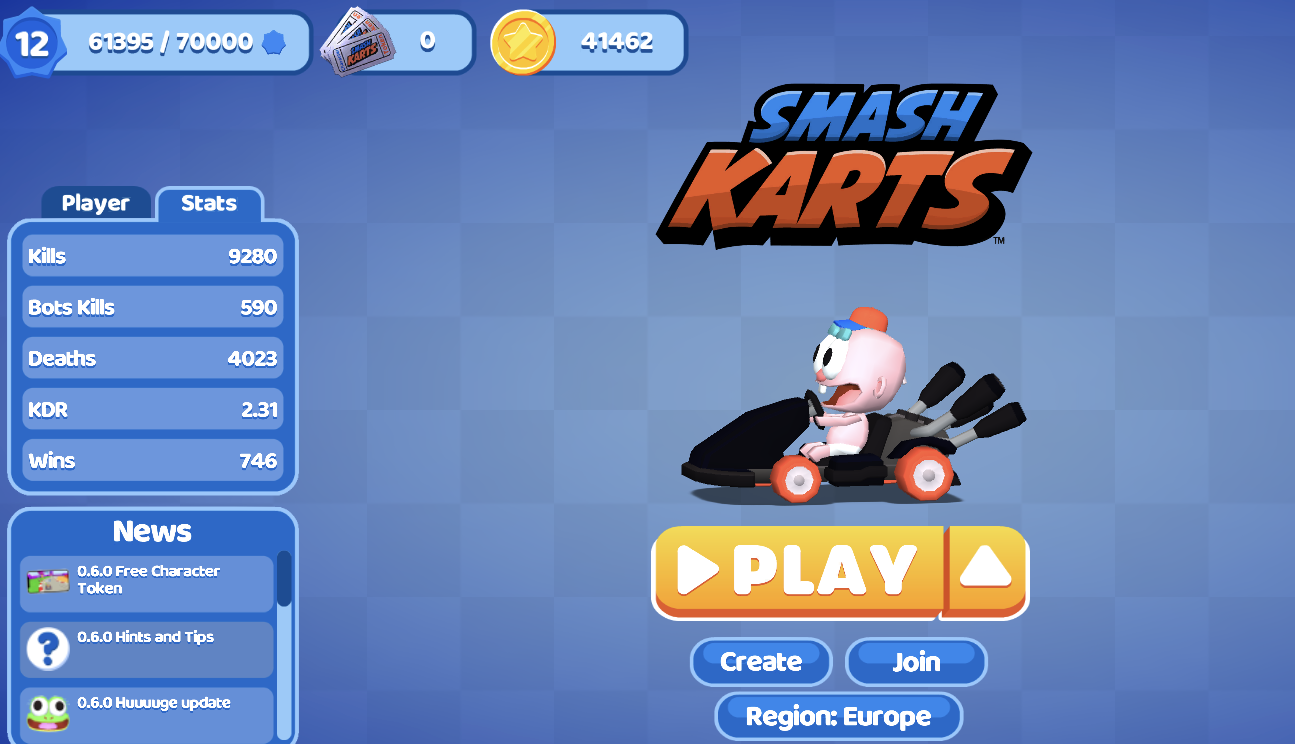 12
61395 / 70000
SMASH
KARTS
0
41462
SMASH
KARTS
TM
Player
Stats
Kills 9280
Bots Kills 590
Deaths 4023
KDR 2.31
Wins 746
News
0.6.0 Free Character
Token
?
0.6.0 Hints and Tips
0.6.0 Huuuuge update
PLAY
Create
Join
Region: Europe